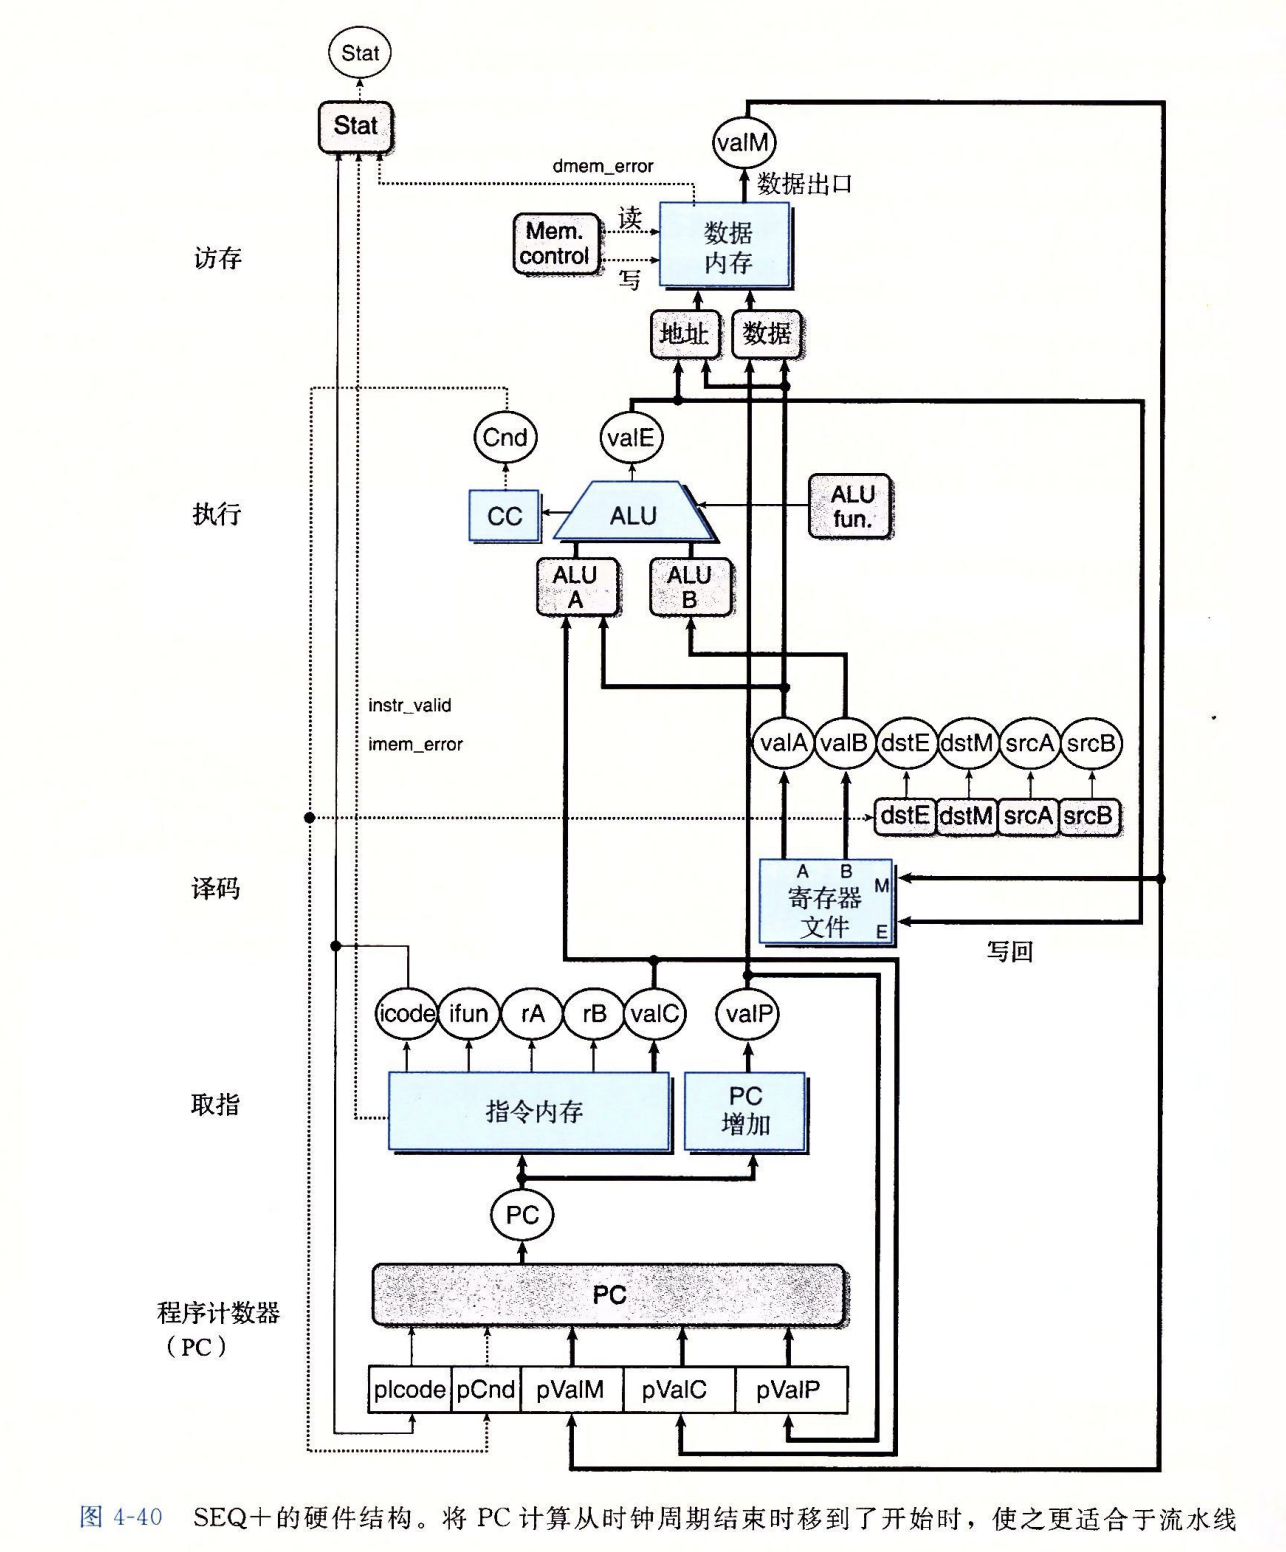 Stat
Stat
valM
dmem_error
数据出口
读
Mem.
control
数据
内存
写
访存
地址
数据
Cnd
valE
CC
ALU
ALU
fun.
执行
ALU
A
ALU
B
instr_valid
imem_error
valA valB dstE dstM srcA srcB
dstE dstM srcA srcB
A B M
寄存器
文件 E
译码
写回
icode ifun rA rB valC valP
取指
指令内存
PC
增加
PC
PC
程序计数器
（PC）
pIcode pCnd pValM pValC pValP
图 4-40 SEQ+的硬件结构。将 PC 计算从时钟周期结束时移到了开始时，使之更适合于流水线